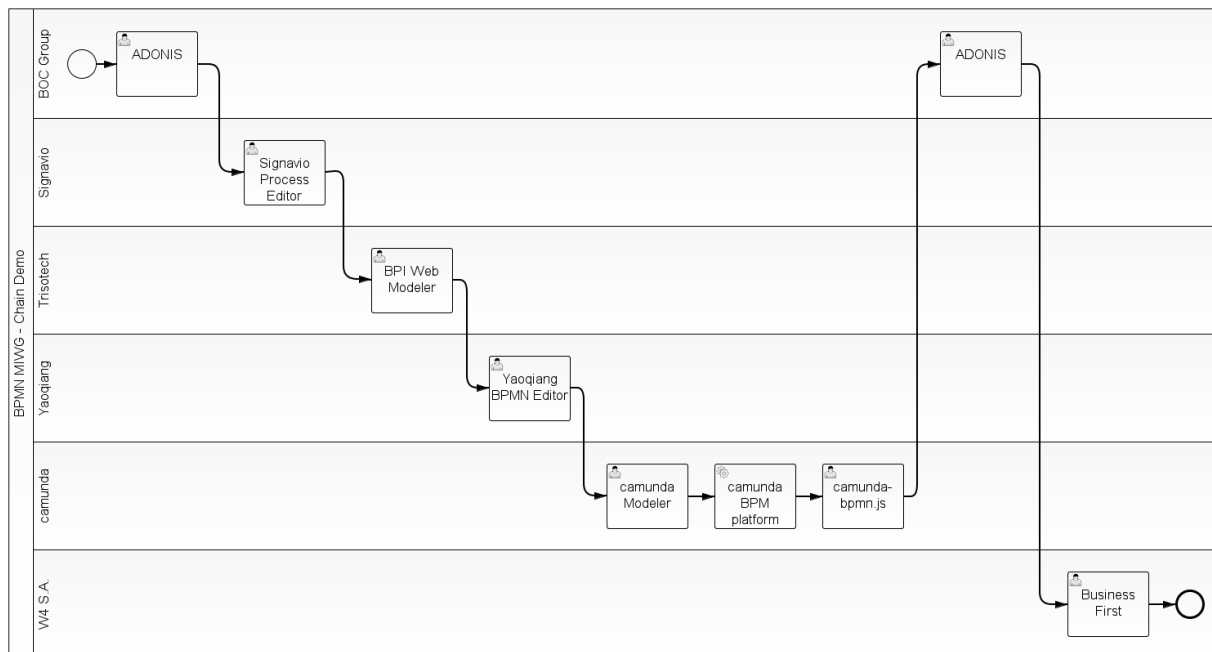 BPMN MIWG - Chain Demo
BOC Group
ADONIS
ADONIS
Signavio
Signavio
Process
Editor
Trisotech
BPI Web
Modeler
Yaoqiang
Yaoqiang
BPMN Editor
camunda
camunda
Modeler
camunda
BPM
platform
camunda-
bpmn.js
W4 S.A.
Business
First